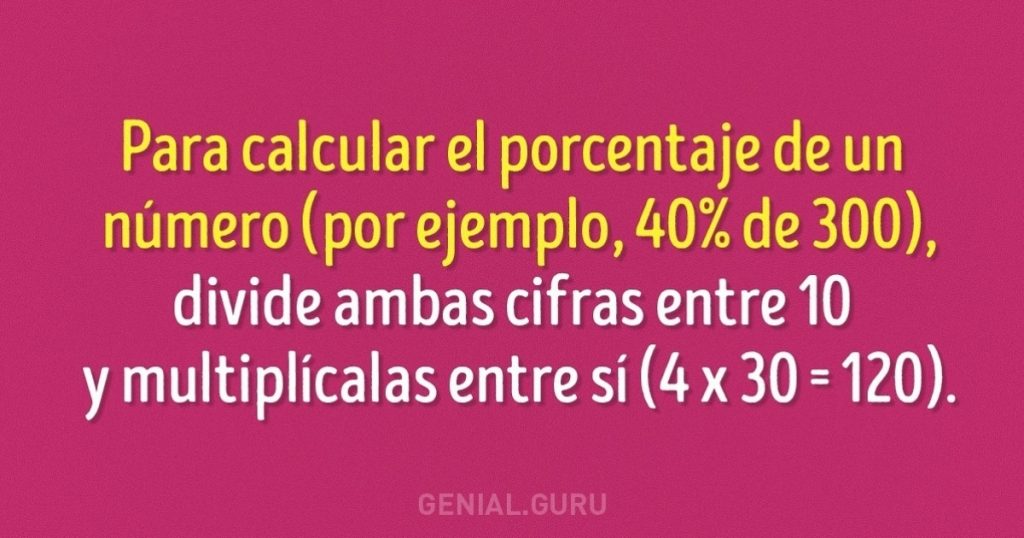 Para calcular el porcentaje de un
número (por ejemplo, 40% de 300),
divide ambas cifras entre 10
y multiplícalas entre sí (4 x 30 = 120).
GENIAL.GURU